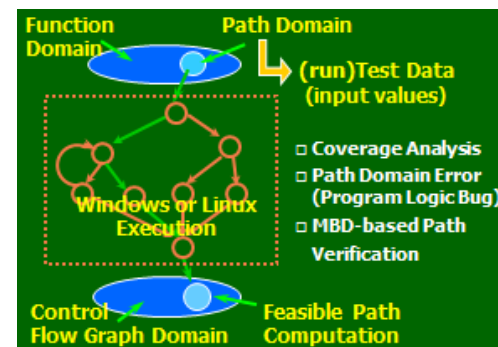 Function
Domain
Path Domain
(run)Test Data
(input values)
□ Coverage Analysis
□ Path Domain Error
(Program Logic Bug)
□ MBD-based Path
Verification
Windows or Linux
Execution
Control
Flow Graph Domain
Feasible Path
Computation